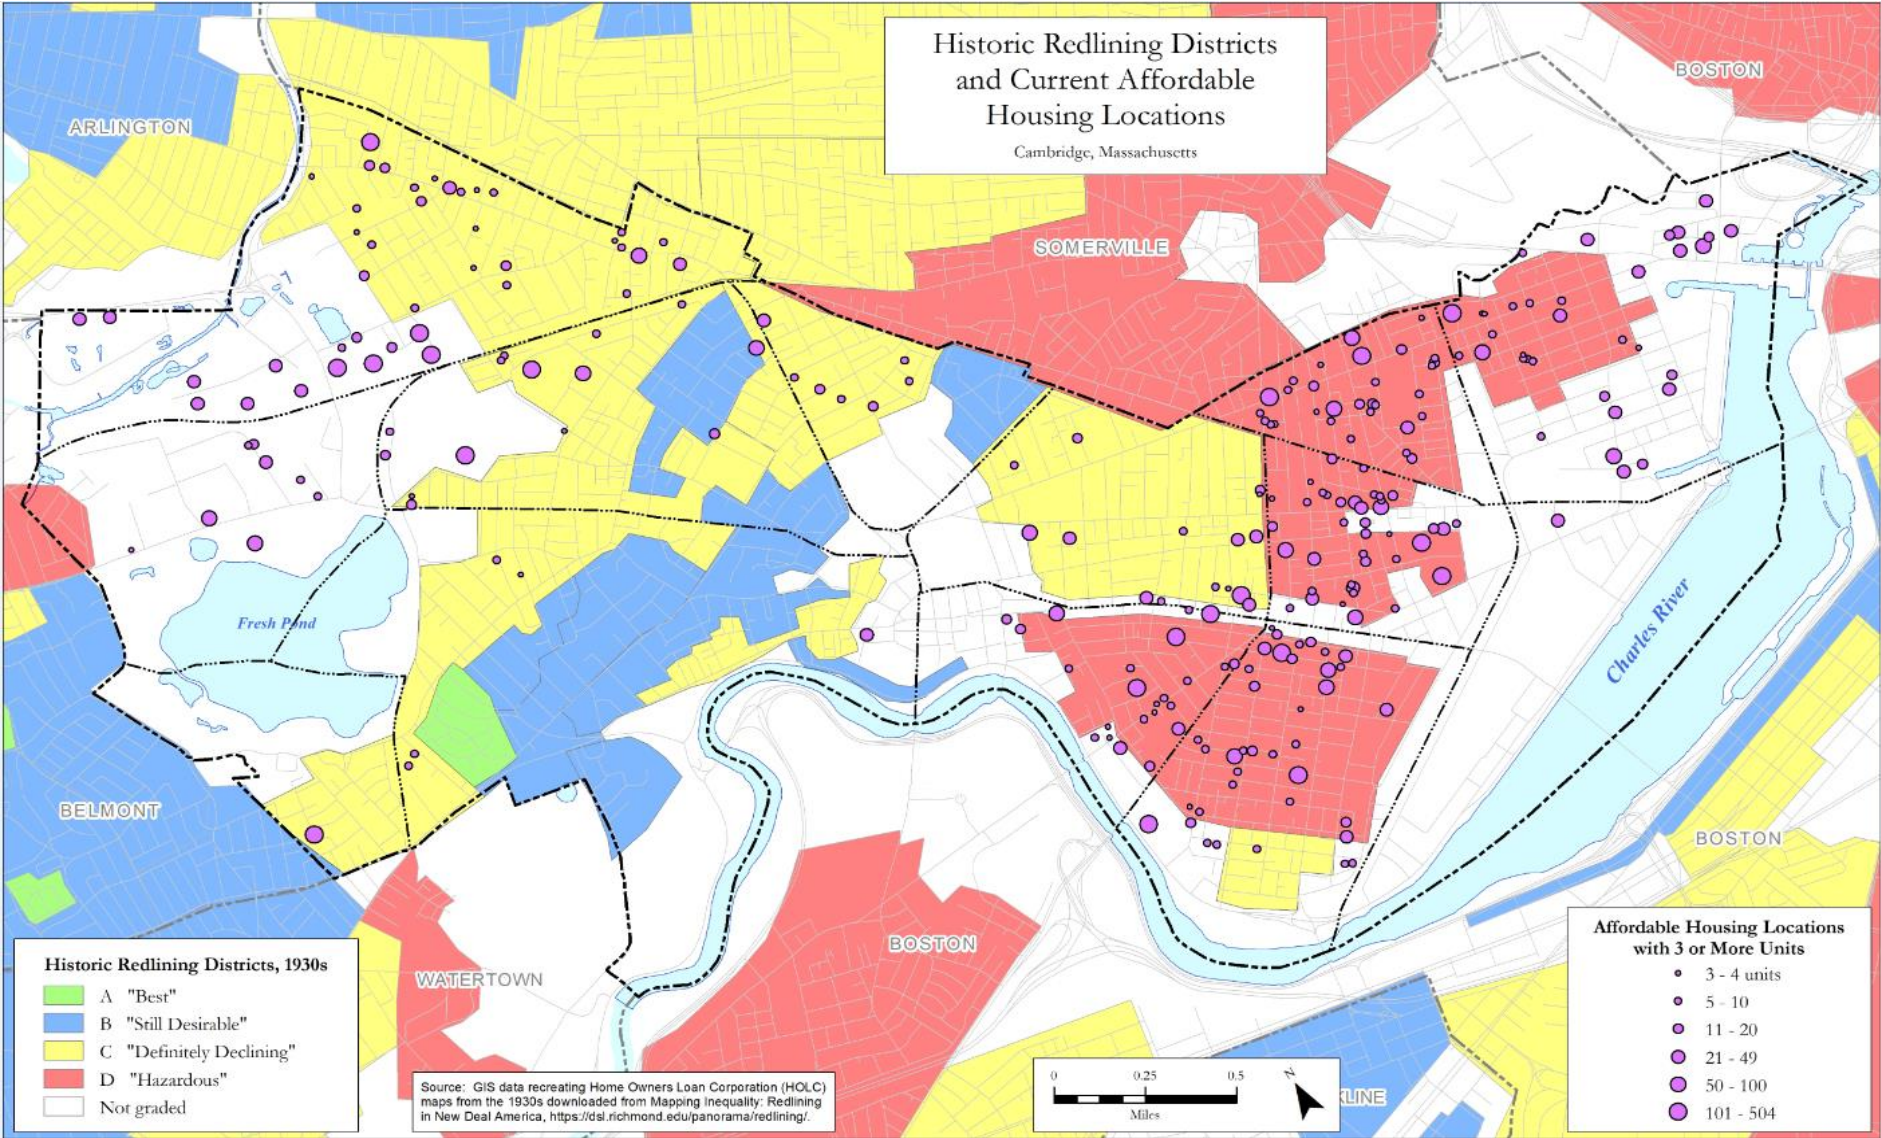 Historic Redlining Districts
and Current Affordable
Housing Locations
Cambridge, Massachusetts
BOSTON
ARLINGTON
SOMERVILLE
Fresh Pond
Charles River
BELMONT
BOSTON
BOSTON
WATERTOWN
KLINE
Historic Redlining Districts, 1930s
A "Best"
B "Still Desirable"
C "Definitely Declining"
D "Hazardous"
Not graded
Source: GIS data recreating Home Owners Loan Corporation (HOLC)
maps from the 1930s downloaded from Mapping Inequality: Redlining
in New Deal America, https://dsl.richmond.edu/panorama/redlining/.
0 0.25 0.5
Miles
N
Affordable Housing Locations
with 3 or More Units
3 - 4 units
5 - 10
11 - 20
21 - 49
50 - 100
101 - 504